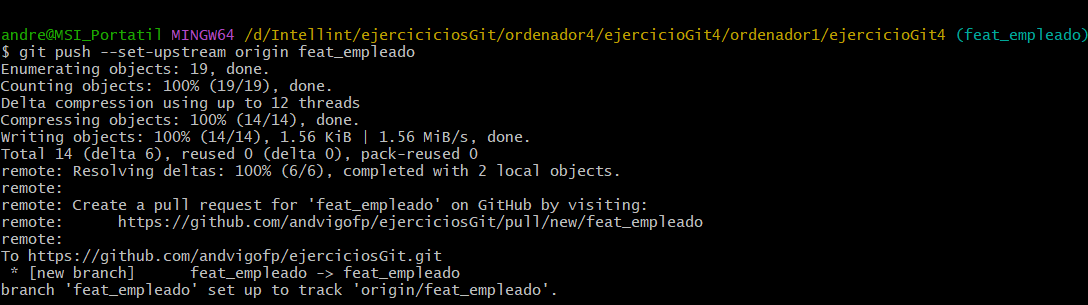 andre@MSI_Portatil MINGW64 /d/Intellint/ejerciciciosGit/ordenador4/ejercicioGit4/ordenador1/ejercicioGit4 (feat_empleado)
$ git push --set-upstream origin feat_empleado
Enumerating objects: 19, done.
Counting objects: 100% (19/19), done.
Delta compression using up to 12 threads
Compressing objects: 100% (14/14), done.
Writing objects: 100% (14/14), 1.56 KiB | 1.56 MiB/s, done.
Total 14 (delta 6), reused 0 (delta 0), pack-reused 0
remote: Resolving deltas: 100% (6/6), completed with 2 local objects.
remote:
remote: Create a pull request for 'feat_empleado' on GitHub by visiting:
remote:      https://github.com/andvigofp/ejerciciosGit/pull/new/feat_empleado
remote:
To https://github.com/andvigofp/ejerciciosGit.git
 * [new branch]      feat_empleado -> feat_empleado
branch 'feat_empleado' set up to track 'origin/feat_empleado'.